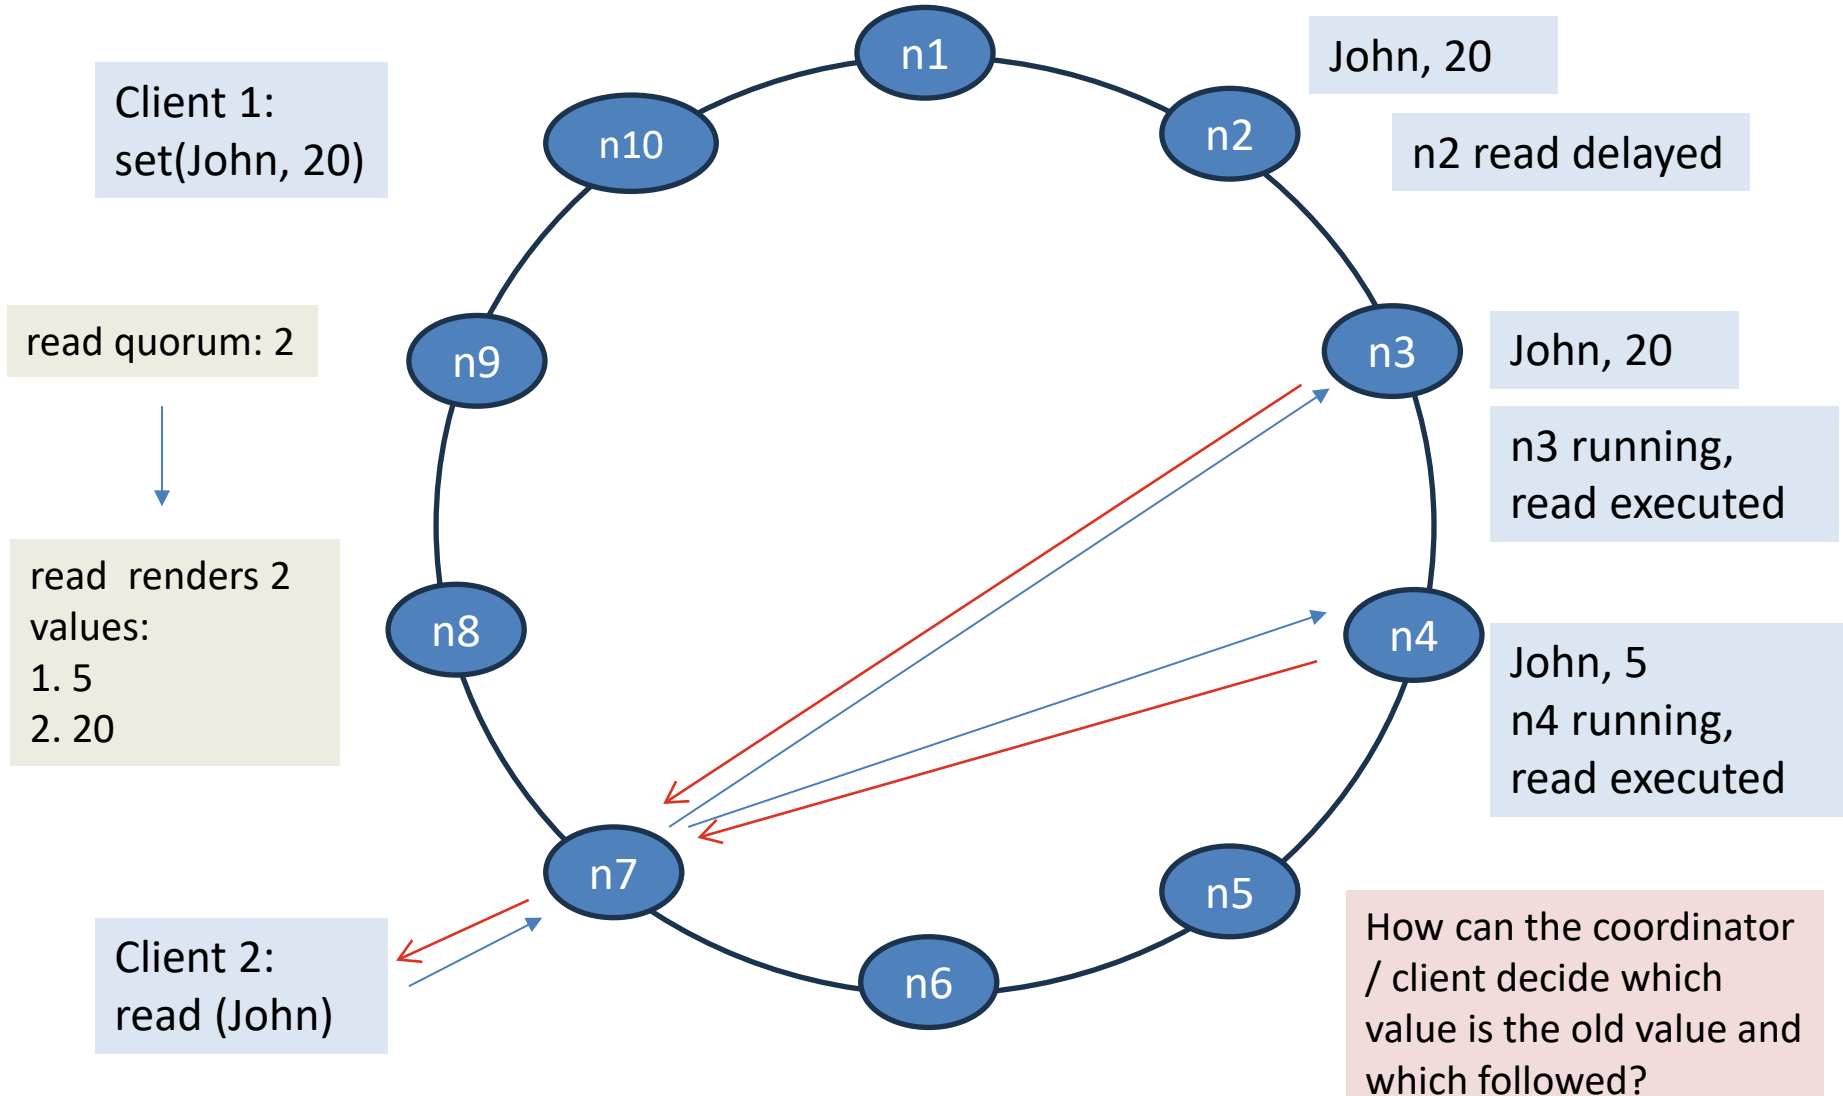 n1
John, 20
Client 1:
set(John, 20)
n10
n2
n2 read delayed
read quorum: 2
n9
n3
John, 20
n3 running,
read executed
read  renders 2
values:
1. 5
2. 20
n8
n4
John, 5
n4 running,
read executed
n7
n5
Client 2:
read (John)
n6
How can the coordinator
/ client decide which
value is the old value and
which followed?